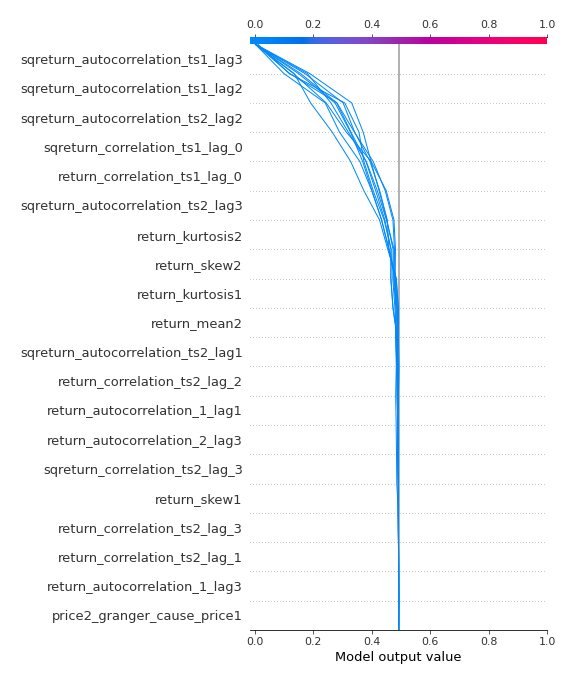 0.0 0.2 0.4 0.6 0.8 1.0
sqreturn_autocorrelation_ts1_lag3
sqreturn_autocorrelation_ts1_lag2
sqreturn_autocorrelation_ts2_lag2
sqreturn_correlation_ts1_lag_0
return_correlation_ts1_lag_0
sqreturn_autocorrelation_ts2_lag3
return_kurtosis2
return_skew2
return_kurtosis1
return_mean2
sqreturn_autocorrelation_ts2_lag1
return_correlation_ts2_lag_2
return_autocorrelation_1_lag1
return_autocorrelation_2_lag3
sqreturn_correlation_ts2_lag_3
return_skew1
return_correlation_ts2_lag_3
return_correlation_ts2_lag_1
return_autocorrelation_1_lag3
price2_granger_cause_price1
0.0 0.2 0.4 0.6 0.8 1.0
Model output value